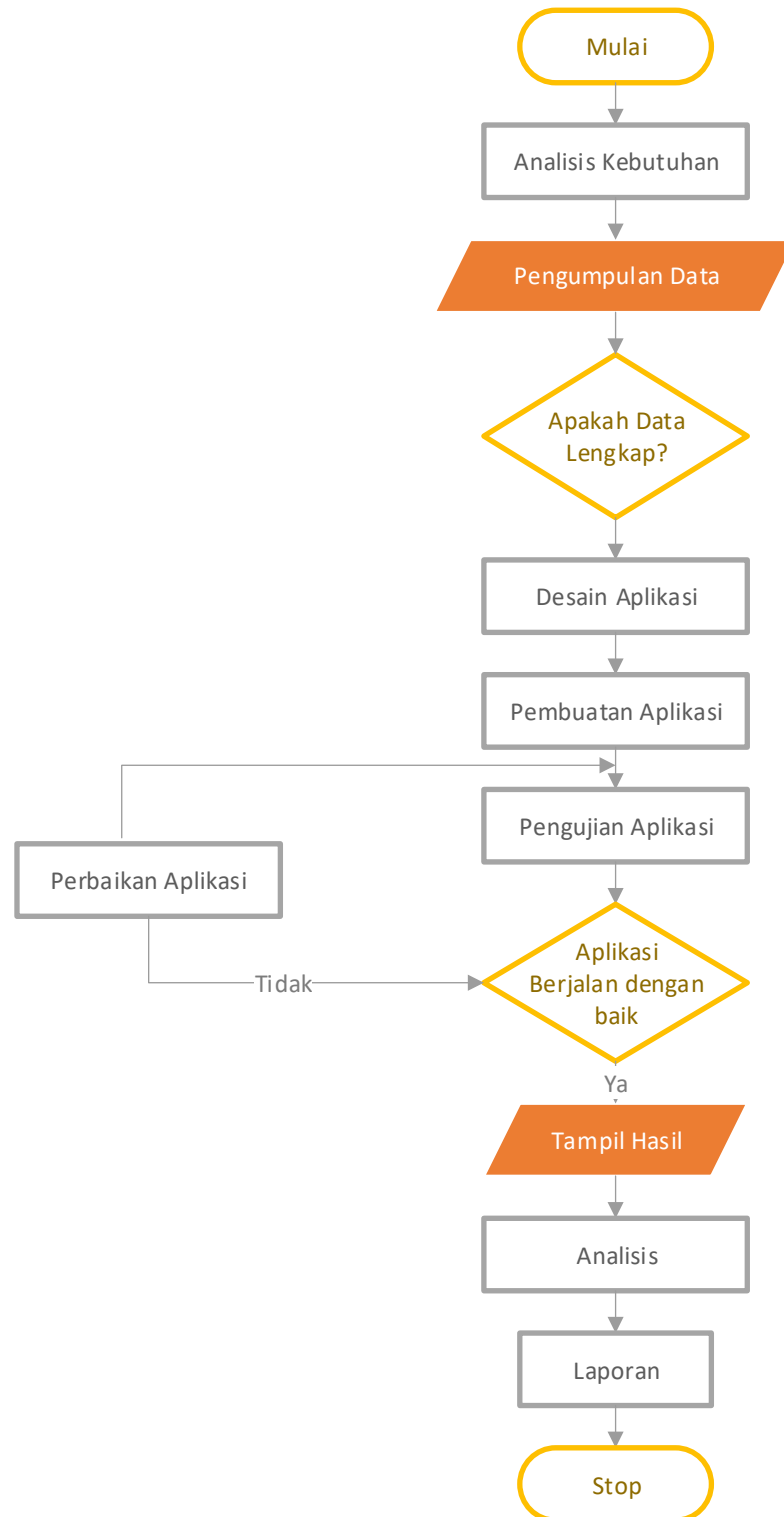 Mulai
Analisis Kebutuhan
Pengumpulan Data
Apakah Data
Lengkap?
Desain Aplikasi
Pembuatan Aplikasi
Pengujian Aplikasi
Perbaikan Aplikasi
Aplikasi
Berjalan dengan
baik
Tidak
Ya
Tampil Hasil
Analisis
Laporan
Stop